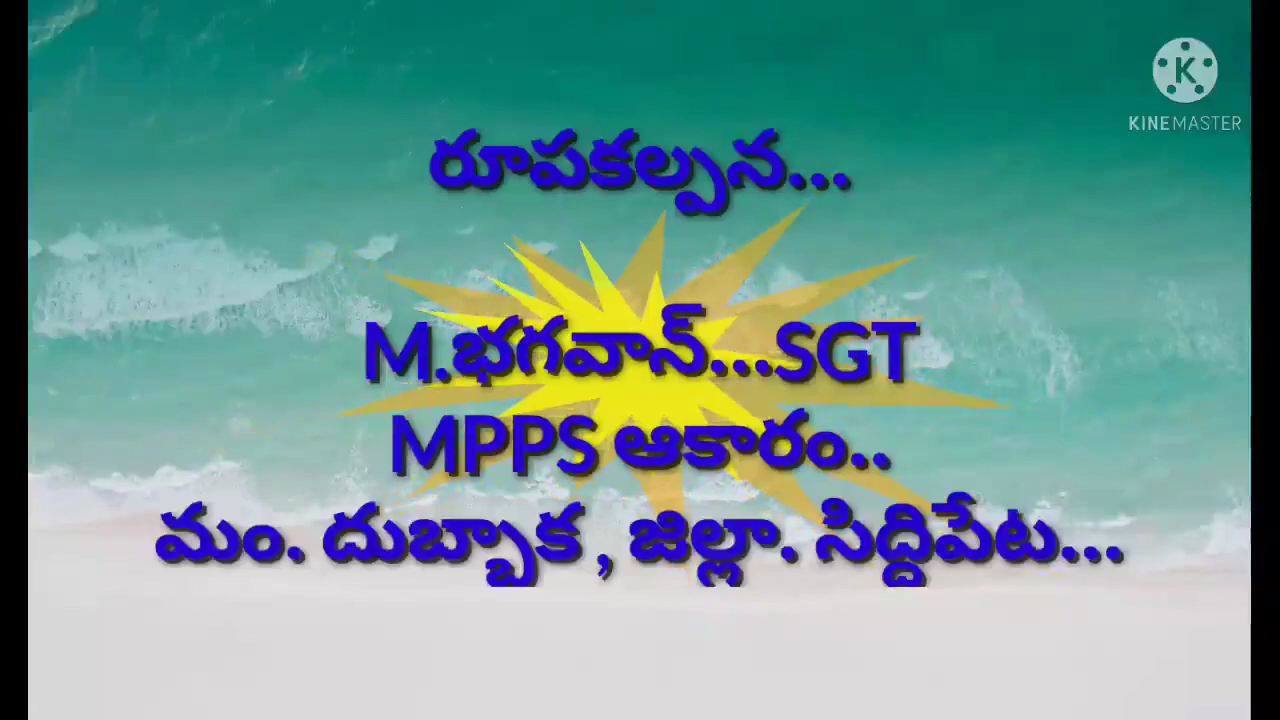 K
KINEMASTER
రూపకల్పన...
M.భగవాన్...SGT
MPPS ఆకారం..
మం. దుబ్బాక , జిల్లా. సిద్దిపేట...